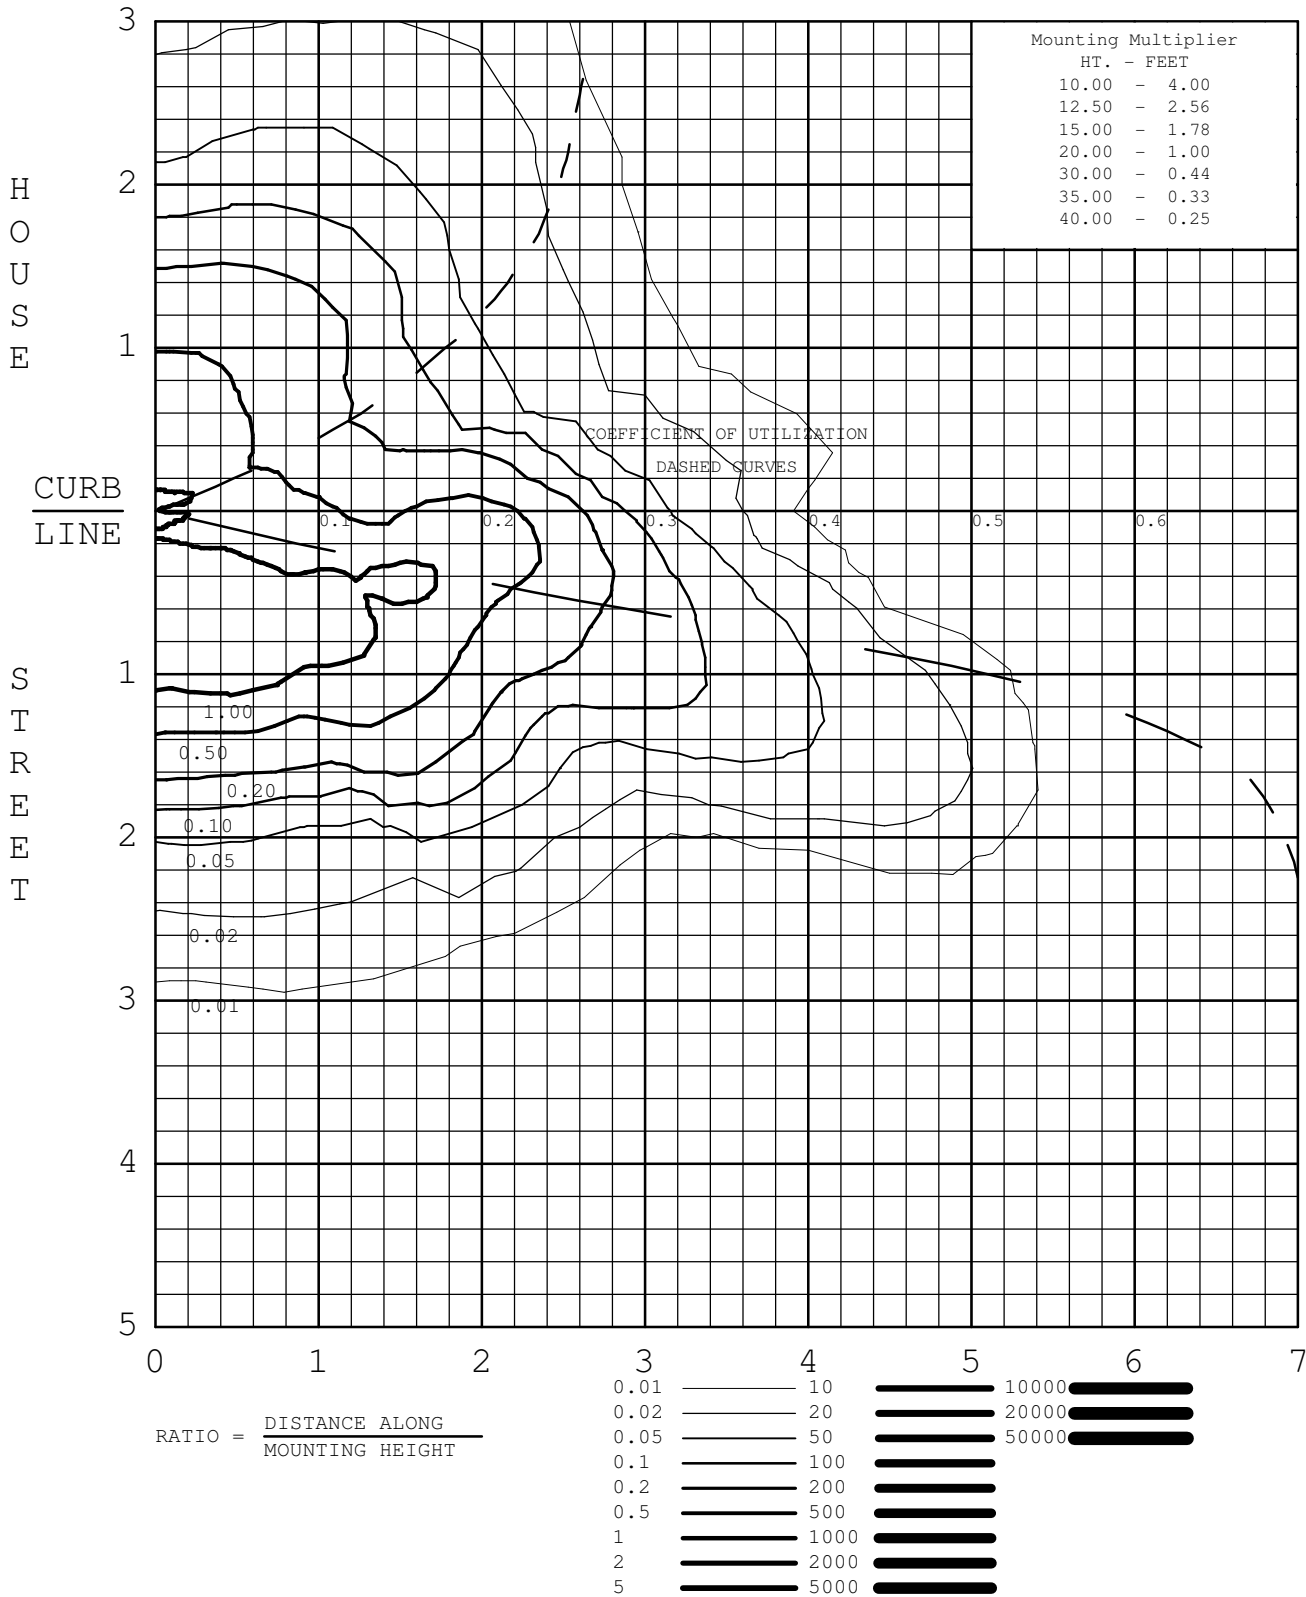 3
Mounting Multiplier
HT. - FEET
10.00 - 4.00
12.50 - 2.56
15.00 - 1.78
20.00 - 1.00
30.00 - 0.44
35.00 - 0.33
40.00 - 0.25
HOUSE
2
1
COEFFICIENT OF UTILIZATION
DASHED CURVES
CURB
LINE
0.1 0.2 0.3 0.4 0.5 0.6
STREET
1
1.00
0.50
0.20
0.10
2
0.05
0.02
3
0.01
4
5
0 1 2 3 4 5 6 7
RATIO = DISTANCE ALONG
MOUNTING HEIGHT
0.01 10 10000
0.02 20 20000
0.05 50 50000
0.1 100
0.2 200
0.5 500
1 1000
2 2000
5 5000